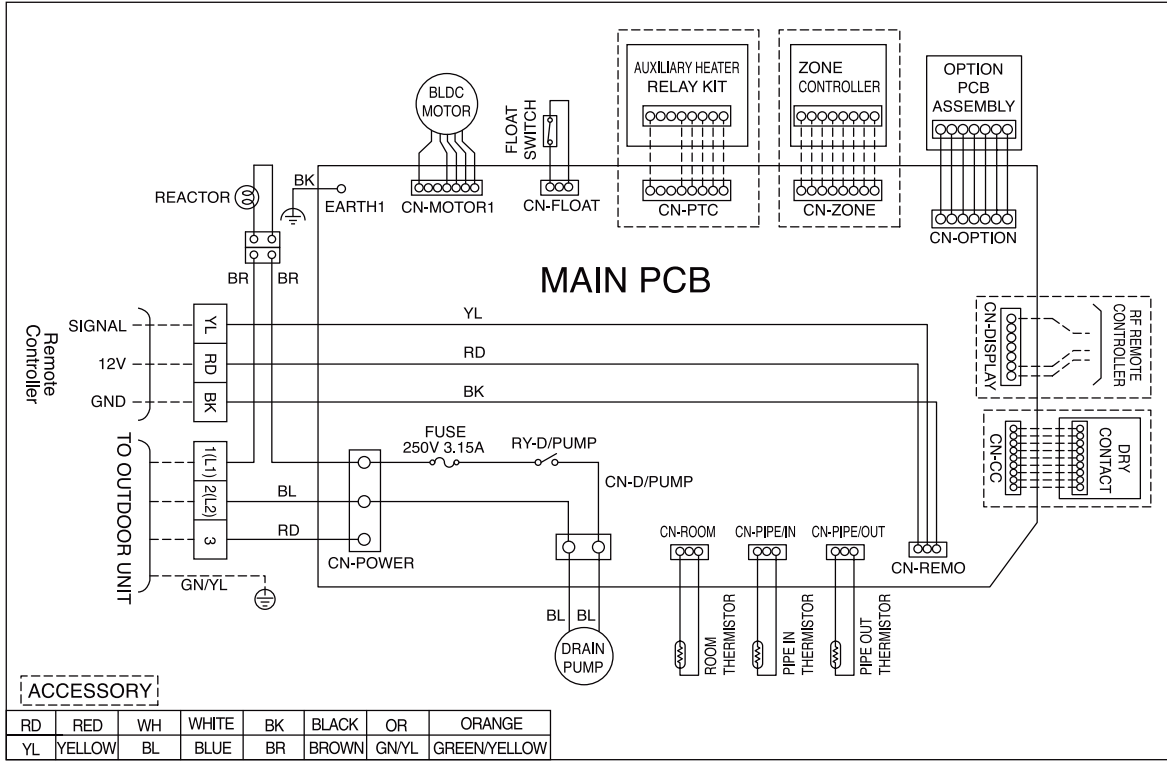 BLDC
MOTOR
FLOAT
SWITCH
AUXILIARY HEATER
RELAY KIT
ZONE
CONTROLLER
OPTION
PCB
ASSEMBLY
REACTOR
BK
EARTH1
CN-MOTOR1
CN-FLOAT
CN-PTC
CN-ZONE
CN-OPTION
BR
BR
MAIN PCB
Remote
Controller
SIGNAL
YL
YL
12V
RD
RD
GND
BK
BK
CN-DISPLAY
RF REMOTE
CONTROLLER
CN-CC
DRY
CONTACT
TO OUTDOOR UNIT
1(L1)
2(L2)
3
BL
RD
GN/YL
CN-POWER
FUSE
250V 3.15A
RY-D/PUMP
CN-D/PUMP
BL
BL
DRAIN
PUMP
CN-ROOM
CN-PIPE/IN
CN-PIPE/OUT
CN-REMO
ROOM
THERMISTOR
PIPE IN
THERMISTOR
PIPE OUT
THERMISTOR
ACCESSORY
RD RED WH WHITE BK BLACK OR ORANGE
YL YELLOW BL BLUE BR BROWN GN/YL GREEN/YELLOW